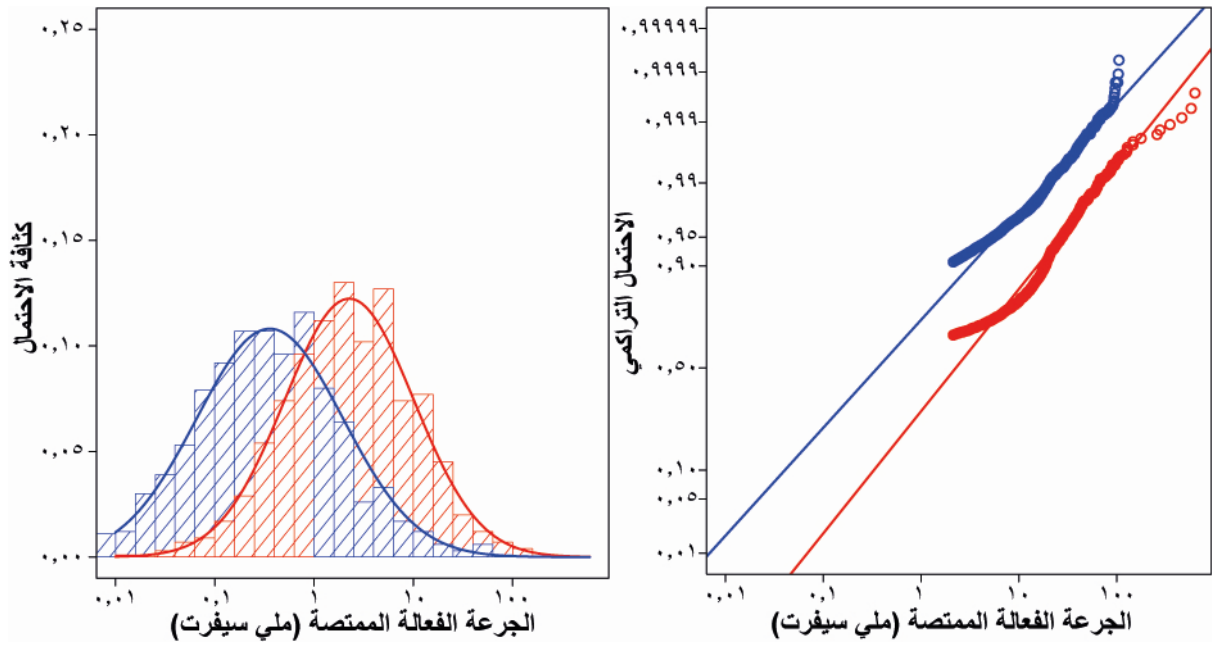 ٠,٢٥
٠,٢٠
٠,١٥
٠,١٠
٠,٠٥
٠,٠٠
كثافة الاحتمال
٠,٠١ ٠,١ ١ ١٠ ١٠٠
الجرعة الفعالة الممتصة (ملي سيفرت)
٠,٩٩٩٩٩
٠,٩٩٩٩
٠,٩٩٩
٠,٩٩
٠,٩٥
٠,٩٠
٠,٥٠
٠,١٠
٠,٠٥
٠,٠١
الاحتمال التراكمي
٠,٠١ ٠,١ ١ ١٠ ١٠٠
الجرعة الفعالة الممتصة (ملي سيفرت)